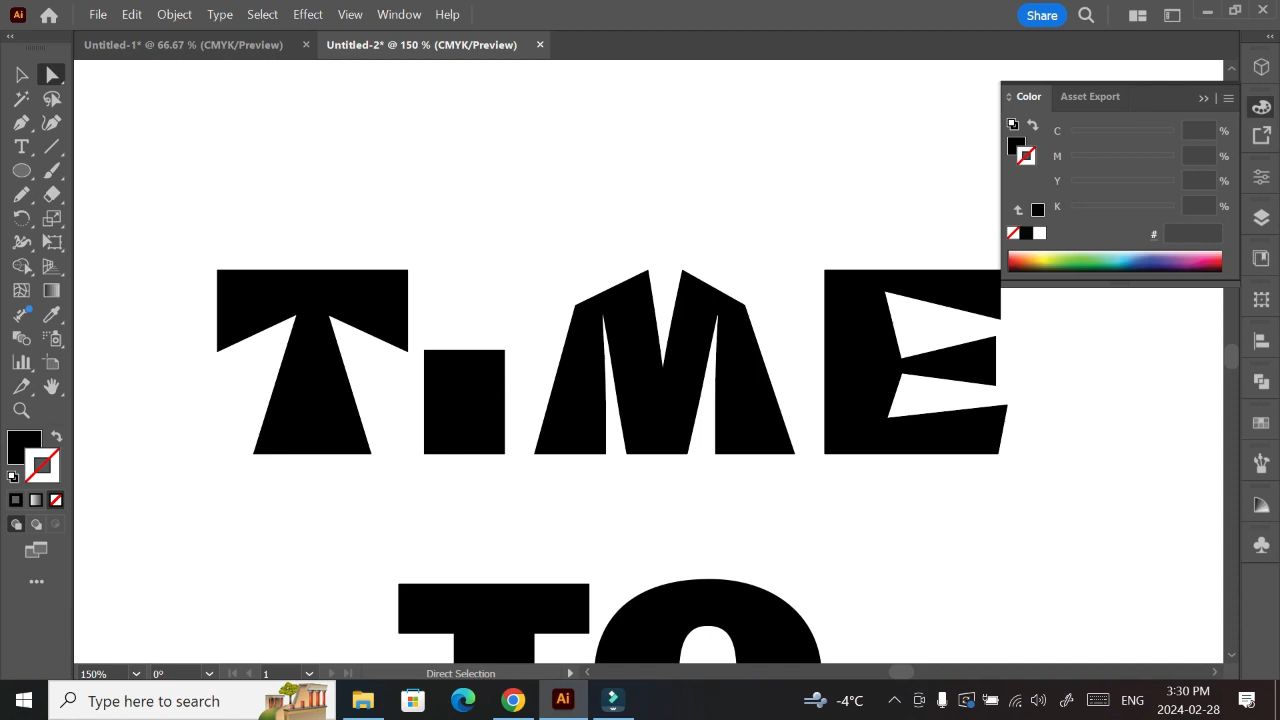 File Edit Object Type Select Effect View Window Help
Share
Untitled-1* @ 66.67 % (CMYK/Preview) × Untitled-2* @ 150 % (CMYK/Preview) ×
Color Asset Export
C %
M %
Y %
K %
#
TIME
TO
150% 0° 1 Direct Selection
Type here to search
-4°C
ENG
3:30 PM
2024-02-28